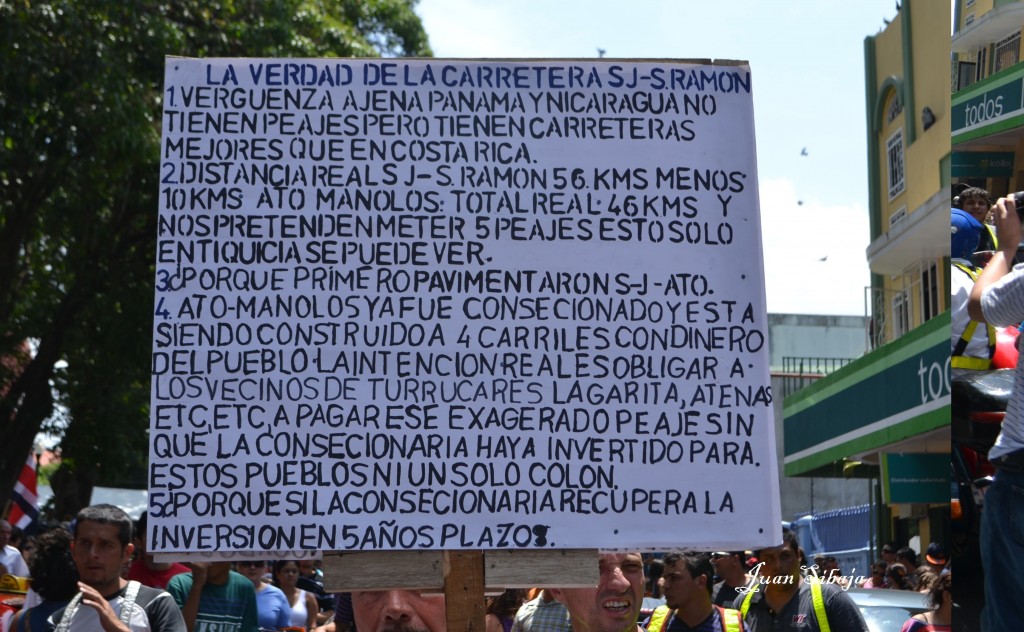 LA VERDAD DE LA CARRETERA SJ-S.RAMON
1.VERGUENZA AJENA PANAMA Y NICARAGUA NO
TIENEN PEAJES PERO TIENEN CARRETERAS
MEJORES QUE EN COSTA RICA.
2.DISTANCIA REAL S J-S.RAMON 56.KMS MENOS
10 KMS ATO MANOLOS: TOTAL REAL 46 KMS Y
NOS PRETENDEN METER 5 PEAJES ESTO SOLO
EN TIQUICIA SE PUEDE VER.
3¿PORQUE PRIMERO PAVIMENTARON S-J-ATO.
4. ATO-MANOLOS YA FUE CONSECIONADO Y ESTA
SIENDO CONSTRUIDO A 4 CARRILES CON DINERO
DEL PUEBLO·LA INTENCION REAL ES OBLIGAR A·
LOS VECINOS DE TURRUCARES LA GARITA, ATENAS
ETC,ETC, A PAGAR ESE EXAGERADO PEAJE SIN
QUE LA CONSECIONARIA HAYA INVERTIDO PARA.
ESTOS PUEBLOS NI UN SOLO COLON.
5¿PORQUE SI LA CONSECIONARIA RECUPERA LA
INVERSION EN 5 AÑOS PLAZOS.
todos
Juan Sibaja